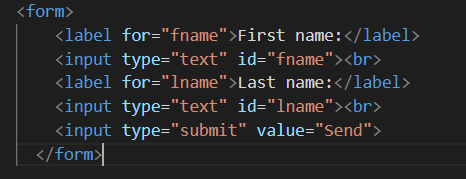 <form>
<label for="fname">First name:</label>
<input type="text" id="fname"><br>
<label for="lname">Last name:</label>
<input type="text" id="lname"><br>
<input type="submit" value="Send">
</form>